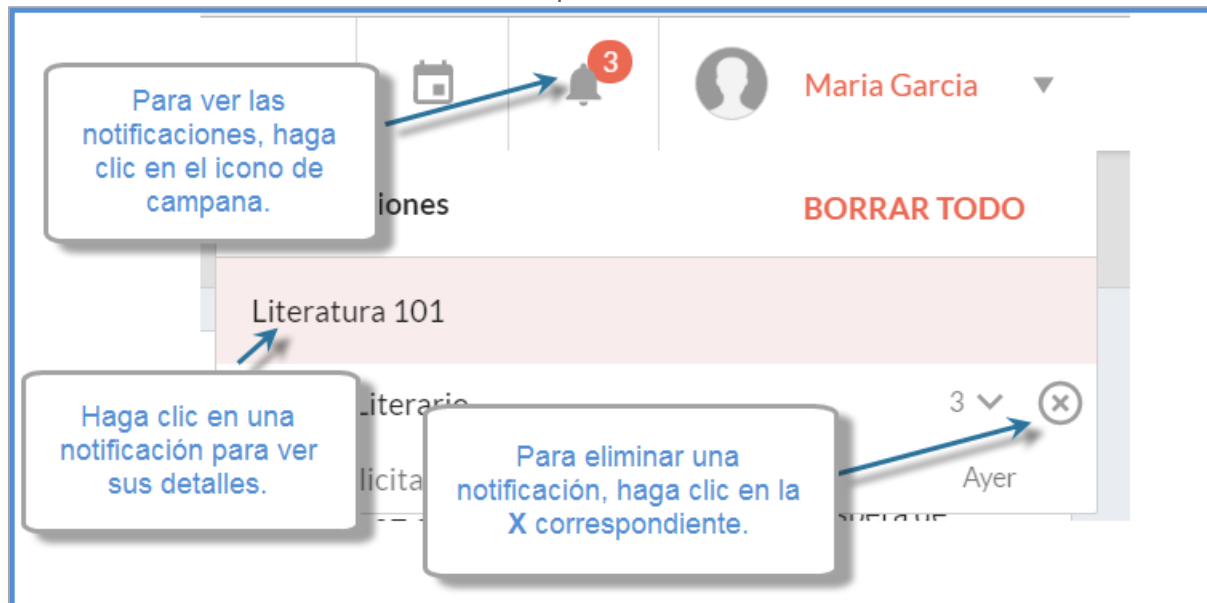 3
Maria Garcia
Para ver las
notificaciones, haga
clic en el icono de
campana.
iones
BORRAR TODO
Literatura 101
Haga clic en una
notificación para ver
sus detalles.
Literario
3
licita
Ayer
Para eliminar una
notificación, haga clic en la
X correspondiente.